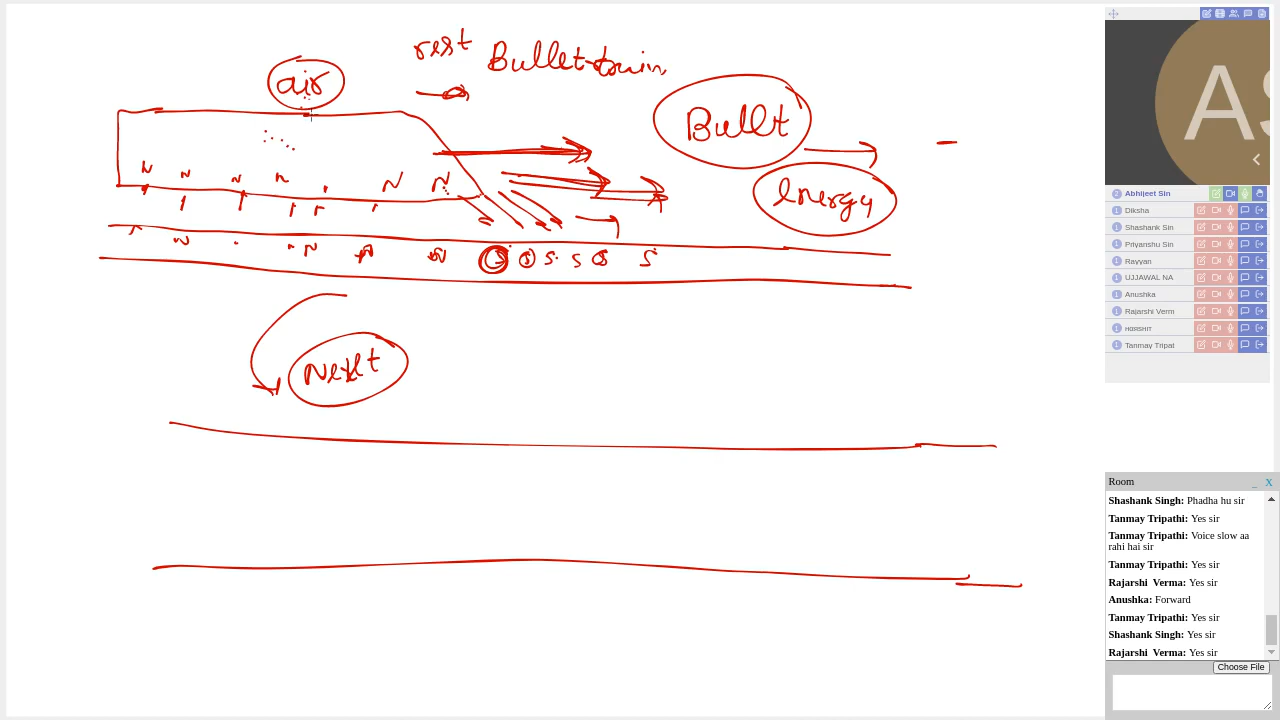 rest
Bullet-train
air
Bullt
energy
N N N N N N
N N N N N S S S S S S
Next
AS
Abhijeet Sin
Diksha
Shashank Sin
Priyanshu Sin
Rayyan
UJJAWAL NA
Anushka
Rajarshi Verm
ʜᴀʀsʜɪᴛ
Tanmay Tripat
Room
_ X
Shashank Singh: Phadha hu sir
Tanmay Tripathi: Yes sir
Tanmay Tripathi: Voice slow aa
rahi hai sir
Tanmay Tripathi: Yes sir
Rajarshi Verma: Yes sir
Anushka: Forward
Tanmay Tripathi: Yes sir
Shashank Singh: Yes sir
Rajarshi Verma: Yes sir
Choose File